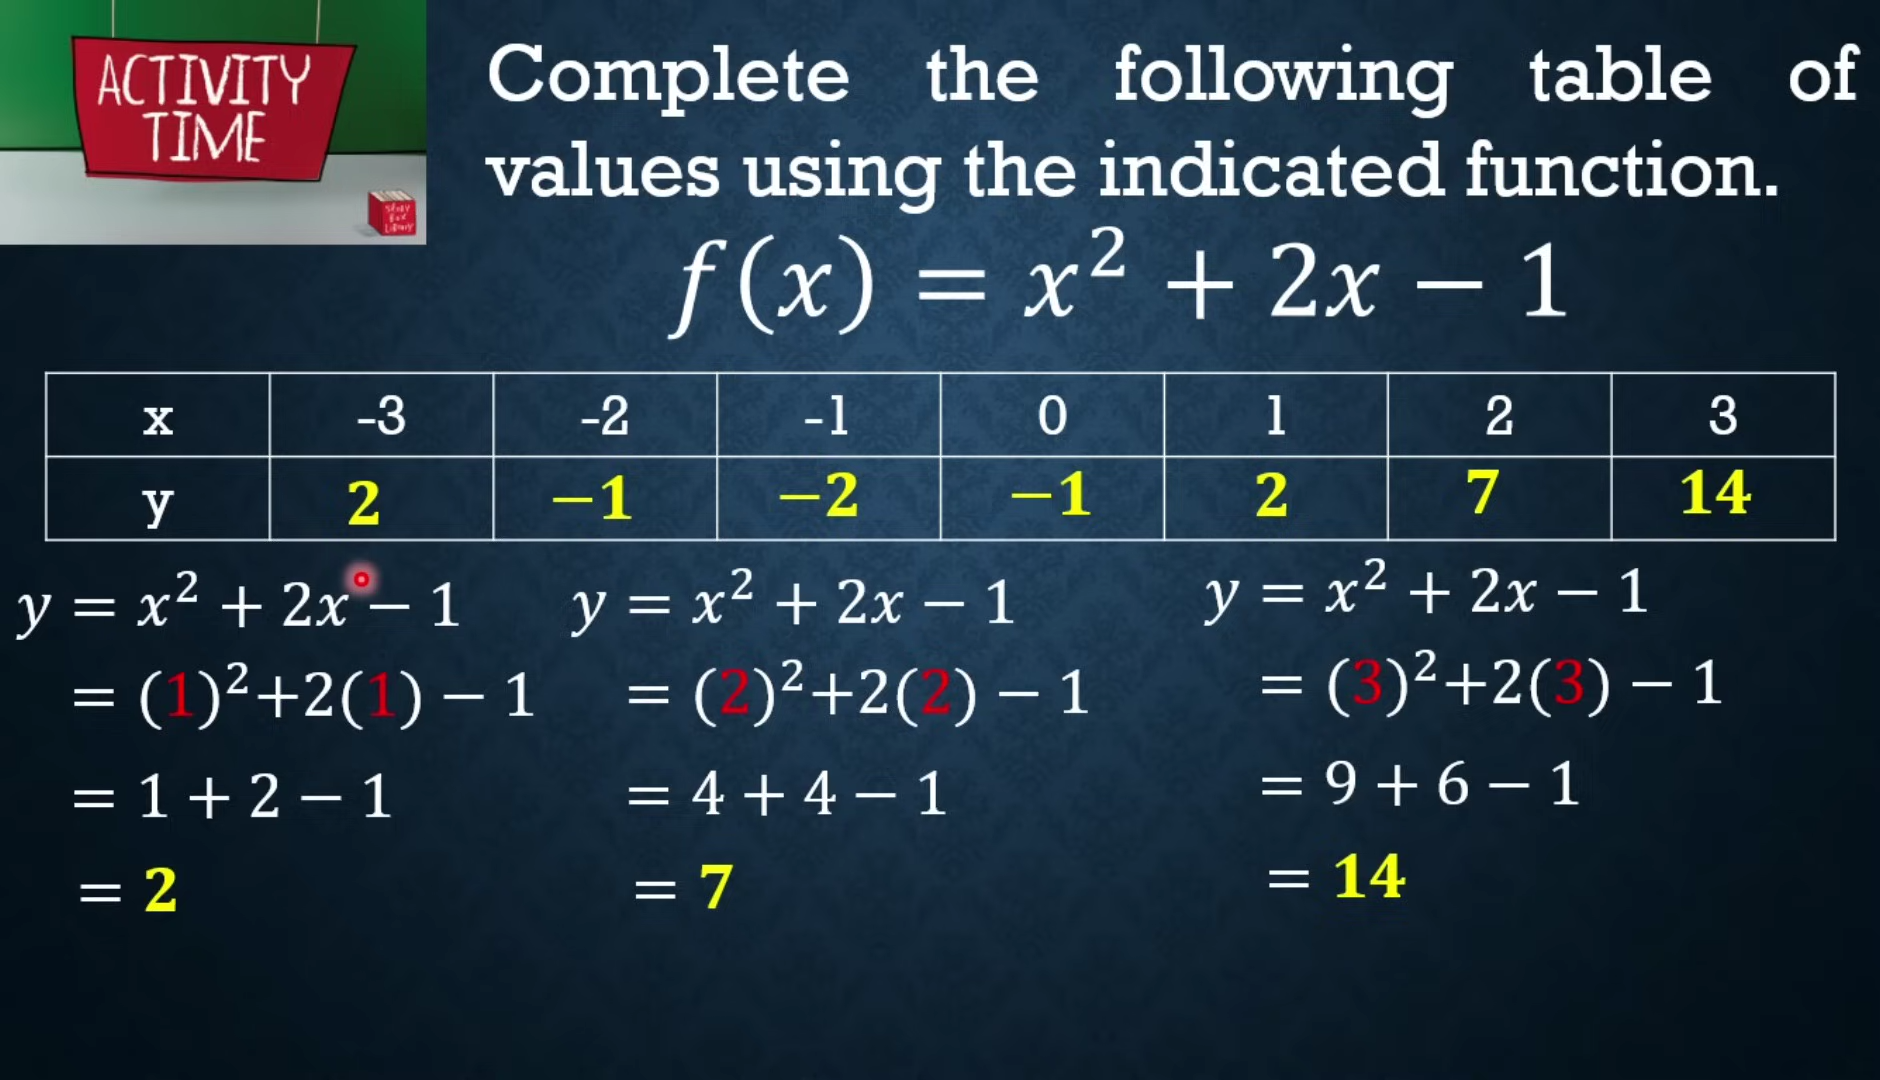 ACTIVITY
TIME
STUDY
BOX
LIBRARY
Complete the following table of
values using the indicated function.
f(x) = x² + 2x − 1
x -3 -2 -1 0 1 2 3
y 2 −1 −2 −1 2 7 14
y = x² + 2x − 1 y = x² + 2x − 1 y = x² + 2x − 1
= (1)²+2(1) − 1 = (2)²+2(2) − 1 = (3)²+2(3) − 1
= 1 + 2 − 1 = 4 + 4 − 1 = 9 + 6 − 1
= 2 = 7 = 14